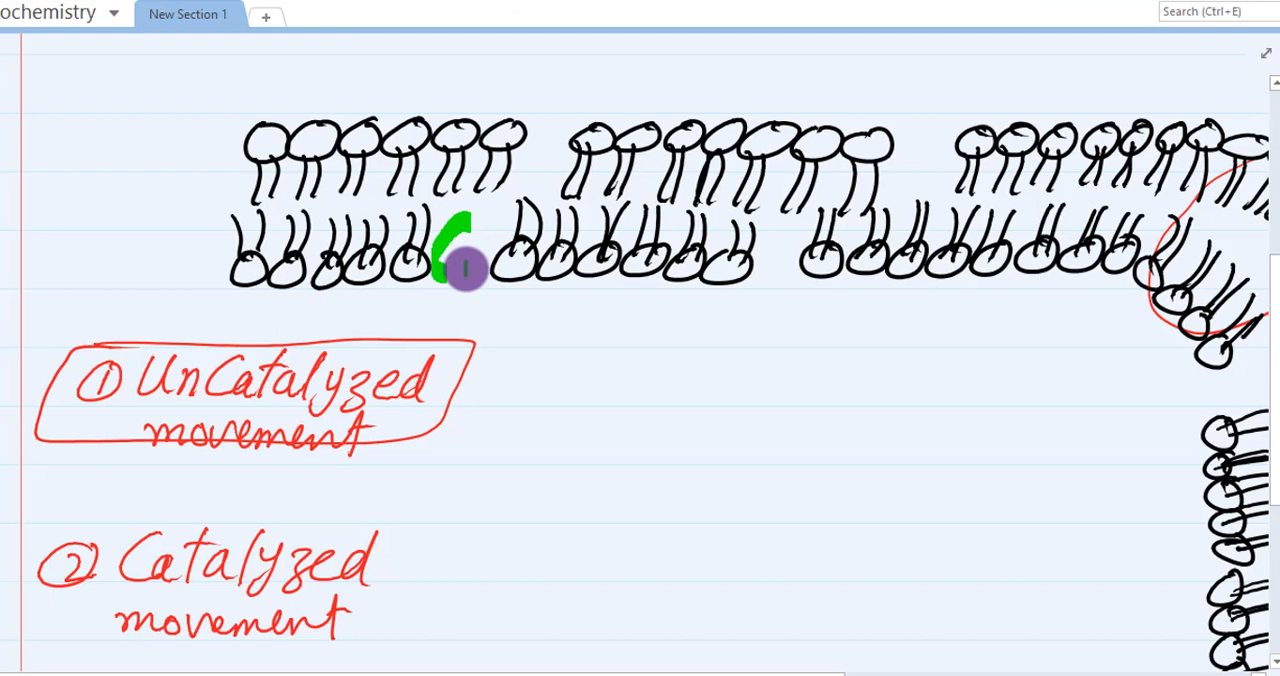 ochemistry
New Section 1
+
Search (Ctrl+E)
① UnCatalyzed
movement
② Catalyzed
movement